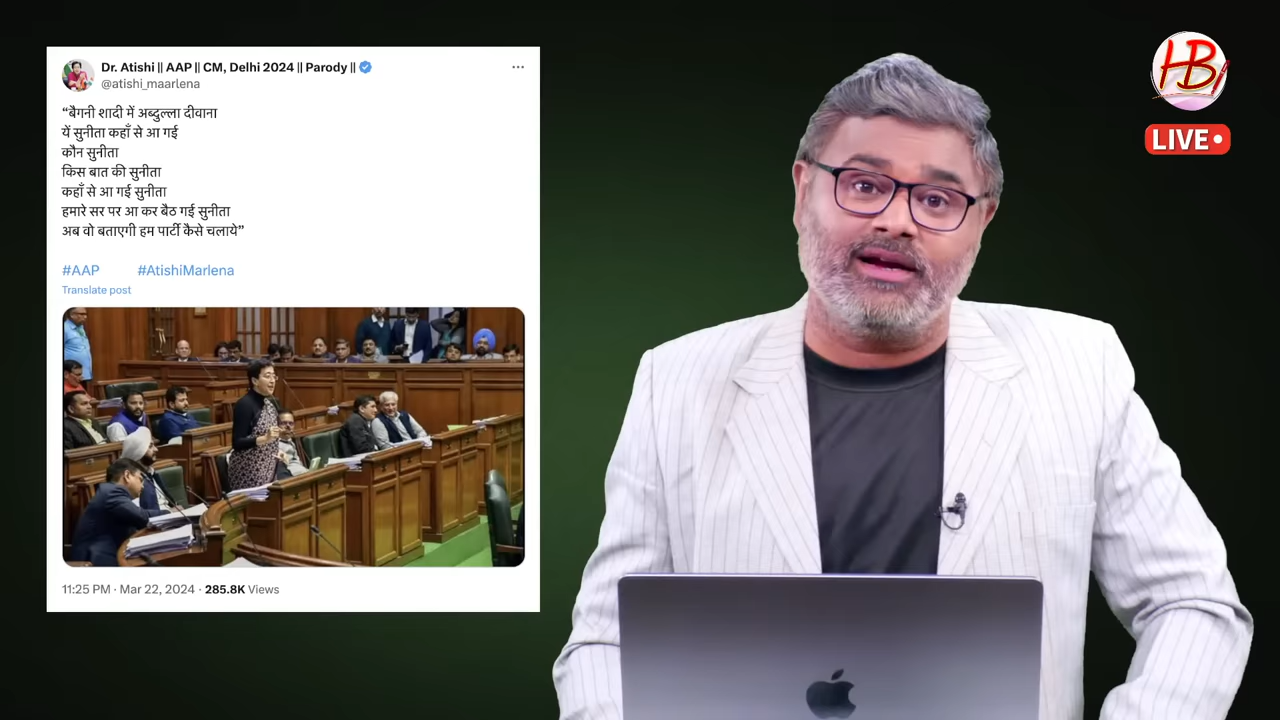 Dr. Atishi || AAP || CM, Delhi 2024 || Parody ||
@atishi_maarlena
“बैगनी शादी में अब्दुल्ला दीवाना
यें सुनीता कहाँ से आ गई
कौन सुनीता
किस बात की सुनीता
कहाँ से आ गई सुनीता
हमारे सर पर आ कर बैठ गई सुनीता
अब वो बताएगी हम पार्टी कैसे चलाये”
#AAP #AtishiMarlena
Translate post
11:25 PM · Mar 22, 2024 · 285.8K Views
HB
LIVE